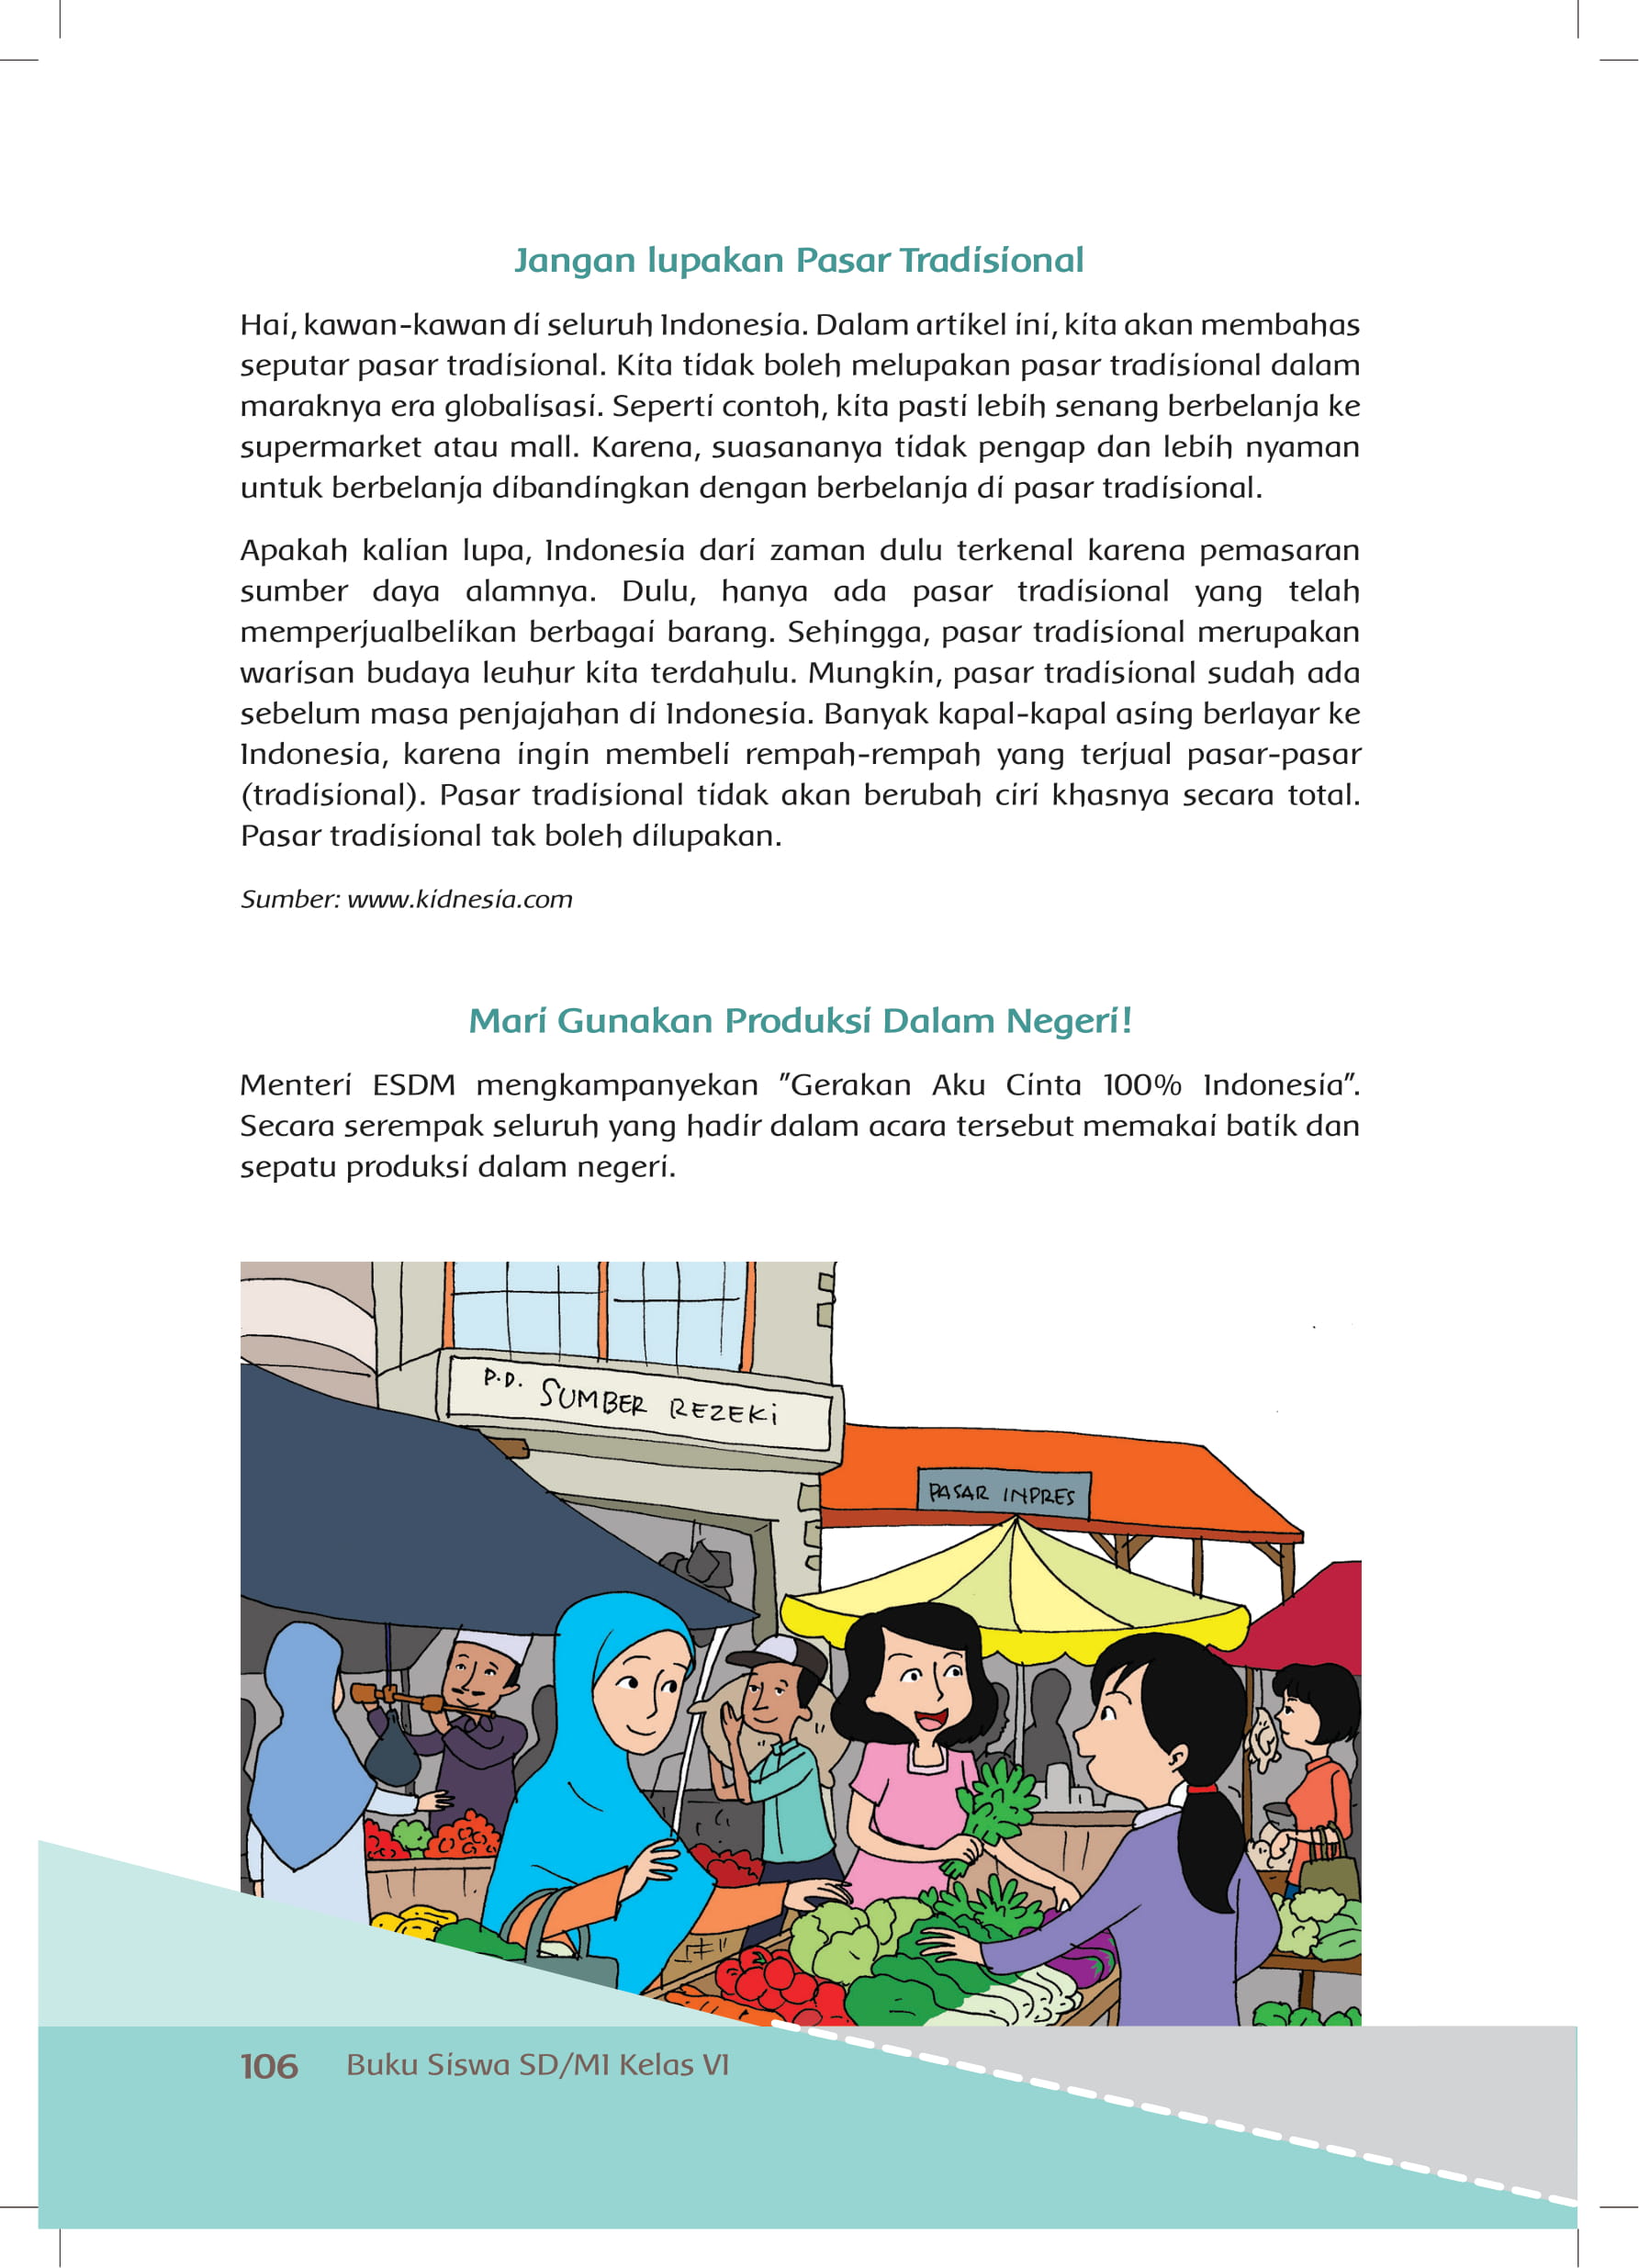 Jangan lupakan Pasar Tradisional
Hai, kawan-kawan di seluruh Indonesia. Dalam artikel ini, kita akan membahas
seputar pasar tradisional. Kita tidak boleh melupakan pasar tradisional dalam
maraknya era globalisasi. Seperti contoh, kita pasti lebih senang berbelanja ke
supermarket atau mall. Karena, suasananya tidak pengap dan lebih nyaman
untuk berbelanja dibandingkan dengan berbelanja di pasar tradisional.
Apakah kalian lupa, Indonesia dari zaman dulu terkenal karena pemasaran
sumber daya alamnya. Dulu, hanya ada pasar tradisional yang telah
memperjualbelikan berbagai barang. Sehingga, pasar tradisional merupakan
warisan budaya leuhur kita terdahulu. Mungkin, pasar tradisional sudah ada
sebelum masa penjajahan di Indonesia. Banyak kapal-kapal asing berlayar ke
Indonesia, karena ingin membeli rempah-rempah yang terjual pasar-pasar
(tradisional). Pasar tradisional tidak akan berubah ciri khasnya secara total.
Pasar tradisional tak boleh dilupakan.
Sumber: www.kidnesia.com
Mari Gunakan Produksi Dalam Negeri!
Menteri ESDM mengkampanyekan "Gerakan Aku Cinta 100% Indonesia".
Secara serempak seluruh yang hadir dalam acara tersebut memakai batik dan
sepatu produksi dalam negeri.
P.D. SUMBER REZEKi
PASAR INPRES
106 Buku Siswa SD/MI Kelas VI